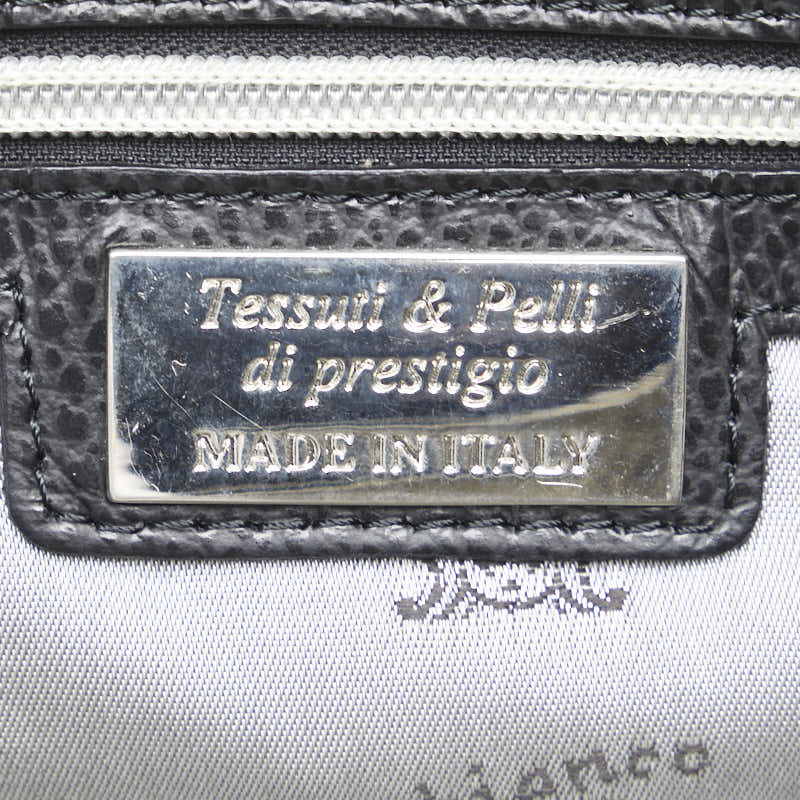 Tessuti & Pelli
di prestigio
MADE IN ITALY